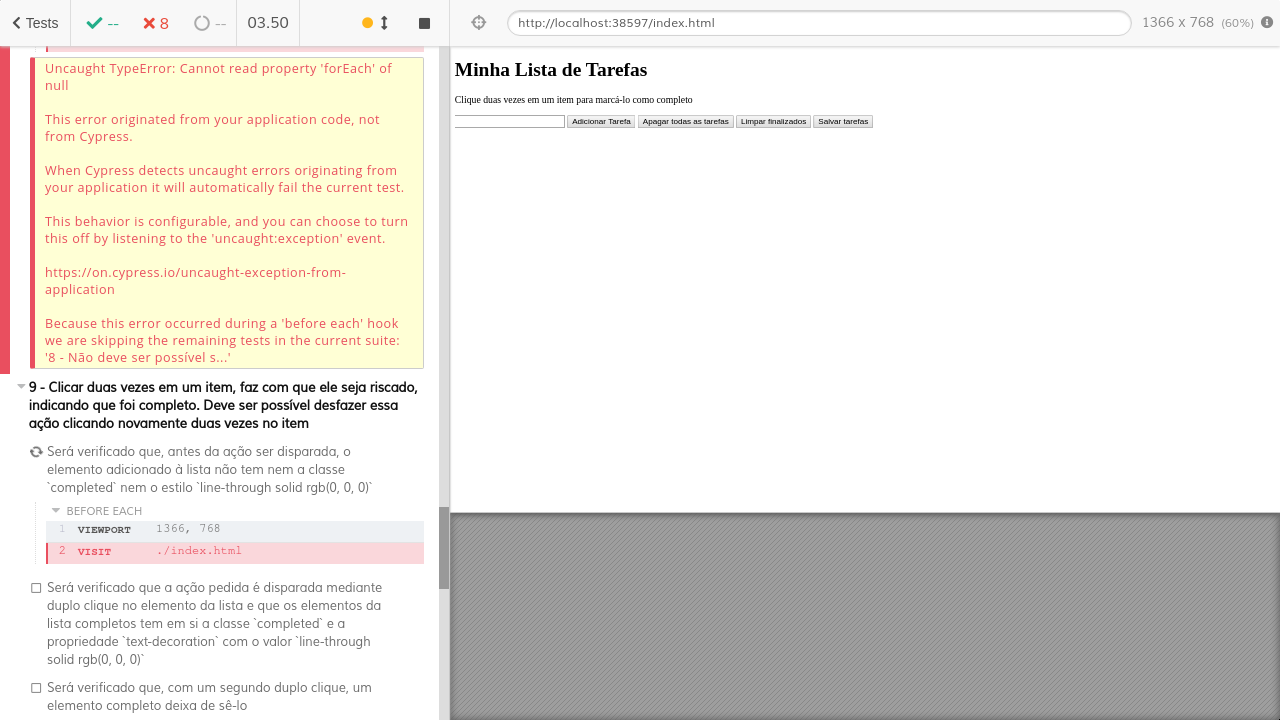 Tests
--
8
--
03.50
http://localhost:38597/index.html
1366 x 768 (60%)
Uncaught TypeError: Cannot read property 'forEach' of
null
This error originated from your application code, not
from Cypress.
When Cypress detects uncaught errors originating from
your application it will automatically fail the current test.
This behavior is configurable, and you can choose to turn
this off by listening to the 'uncaught:exception' event.
https://on.cypress.io/uncaught-exception-from-
application
Because this error occurred during a 'before each' hook
we are skipping the remaining tests in the current suite:
'8 - Não deve ser possível s...'
9 - Clicar duas vezes em um item, faz com que ele seja riscado,
indicando que foi completo. Deve ser possível desfazer essa
ação clicando novamente duas vezes no item
Será verificado que, antes da ação ser disparada, o
elemento adicionado à lista não tem nem a classe
`completed` nem o estilo `line-through solid rgb(0, 0, 0)`
BEFORE EACH
1 VIEWPORT 1366, 768
2 VISIT ./index.html
Será verificado que a ação pedida é disparada mediante
duplo clique no elemento da lista e que os elementos da
lista completos tem em si a classe `completed` e a
propriedade `text-decoration` com o valor `line-through
solid rgb(0, 0, 0)`
Será verificado que, com um segundo duplo clique, um
elemento completo deixa de sê-lo
Minha Lista de Tarefas
Clique duas vezes em um item para marcá-lo como completo
Adicionar Tarefa Apagar todas as tarefas Limpar finalizados Salvar tarefas